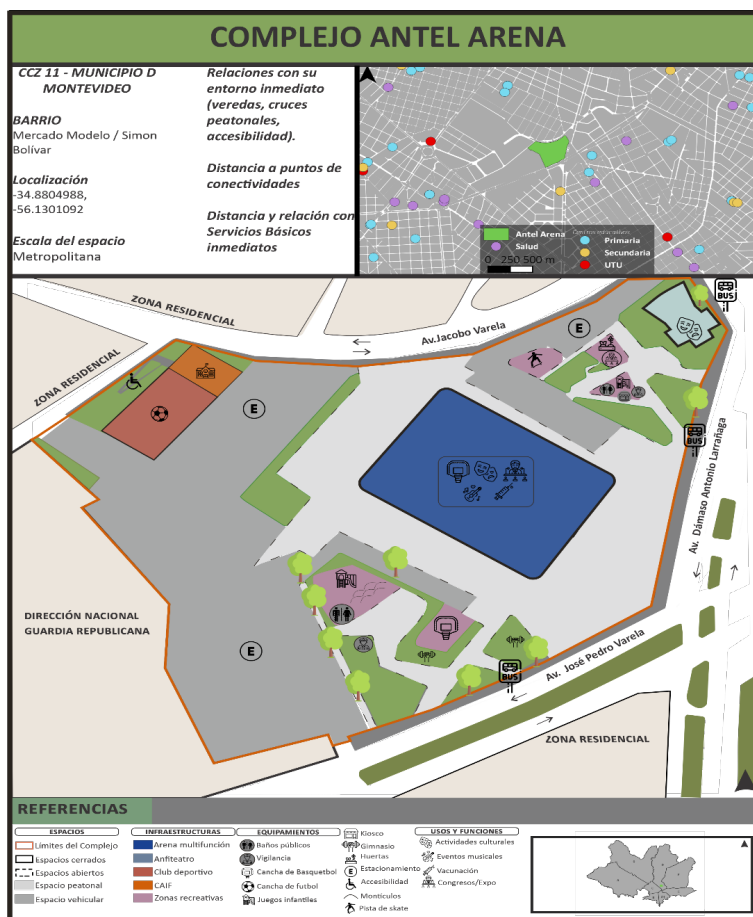 COMPLEJO ANTEL ARENA
CCZ 11 - MUNICIPIO D
MONTEVIDEO
BARRIO
Mercado Modelo / Simon
Bolívar
Localización
-34.8804988,
-56.1301092
Escala del espacio
Metropolitana
Relaciones con su
entorno inmediato
(veredas, cruces
peatonales,
accesibilidad).
Distancia a puntos de
conectividades
Distancia y relación con
Servicios Básicos
inmediatos
Antel Arena
Salud
0 250 500 m
Primaria
Secundaria
UTU
ZONA RESIDENCIAL
ZONA RESIDENCIAL
Av.Jacobo Varela
BUS
E
E
BUS
Av. Dámaso Antonio Larrañaga
DIRECCIÓN NACIONAL
GUARDIA REPUBLICANA
E
BUS
Av. José Pedro Varela
ZONA RESIDENCIAL
REFERENCIAS
ESPACIOS
Límites del Complejo
Espacios cerrados
Espacios abiertos
Espacio peatonal
Espacio vehicular
INFRAESTRUCTURAS
Arena multifunción
Anfiteatro
Club deportivo
CAIF
Zonas recreativas
EQUIPAMIENTOS
Baños públicos
Vigilancia
Cancha de Basquetbol
Cancha de futbol
Juegos infantiles
Kiosco
Gimnasio
Huertas
E Estacionamiento
Accesibilidad
Montículos
Pista de skate
USOS Y FUNCIONES
Actividades culturales
Eventos musicales
Vacunación
Congresos/Expo